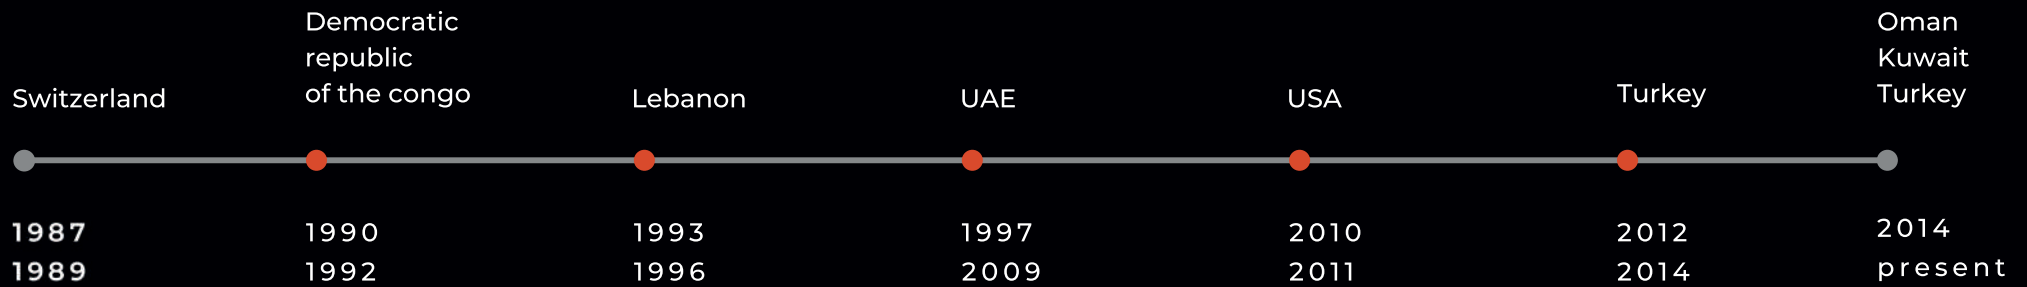 Switzerland
1987
1989
Democratic
republic
of the congo
1990
1992
Lebanon
1993
1996
UAE
1997
2009
USA
2010
2011
Turkey
2012
2014
Oman
Kuwait
Turkey
2014
present